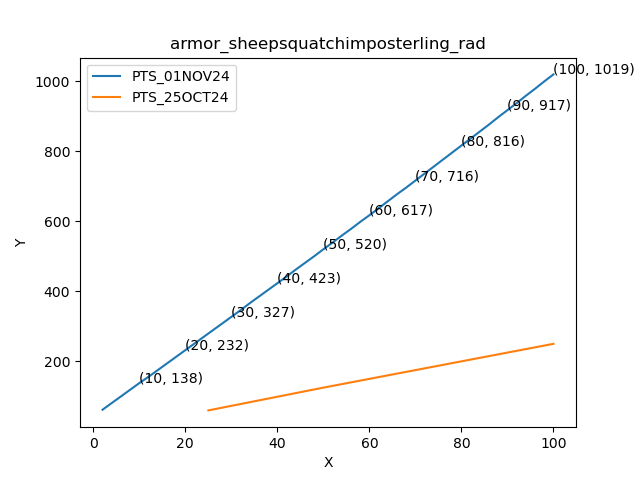 armor_sheepsquatchimposterling_rad
PTS_01NOV24
PTS_25OCT24
(100, 1019)
(90, 917)
(80, 816)
(70, 716)
(60, 617)
(50, 520)
(40, 423)
(30, 327)
(20, 232)
(10, 138)
1000
800
600
400
200
Y
0 20 40 60 80 100
X